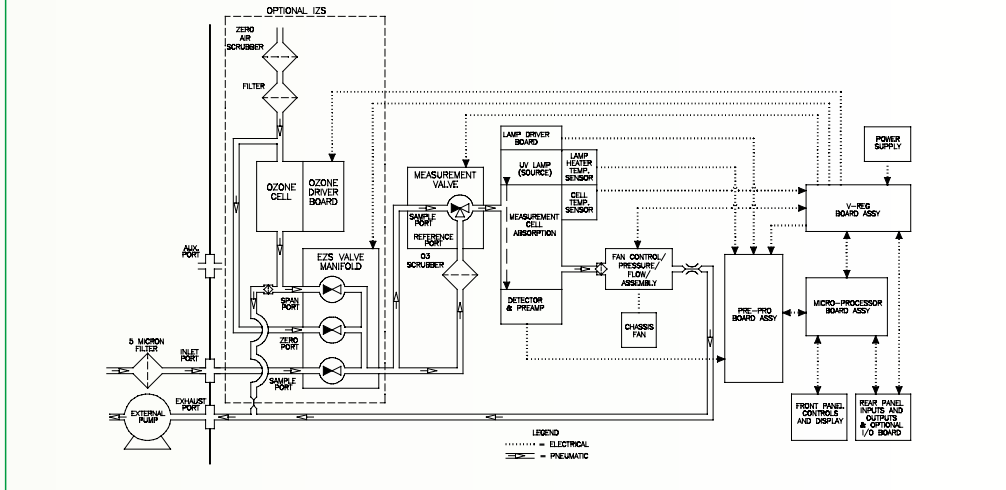 OPTIONAL IZS
ZERO
AIR
SCRUBBER
FILTER
LAMP DRIVER
BOARD
UV LAMP
(SOURCE)
LAMP
HEATER
TEMP.
SENSOR
POWER
SUPPLY
OZONE
CELL
OZONE
DRIVER
BOARD
MEASUREMENT
VALVE
CELL
TEMP.
SENSOR
V-REG
BOARD ASSY
SAMPLE
PORT
MEASUREMENT
CELL
ABSORPTION
REFERENCE
PORT
AUX.
PORT
EZS VALVE
MANIFOLD
O3
SCRUBBER
FAN CONTROL/
PRESSURE/
FLOW/
ASSEMBLY
SPAN
PORT
DETECTOR
& PREAMP
PRE-PRO
BOARD ASSY
MICRO-PROCESSOR
BOARD ASSY
CHASSIS
FAN
ZERO
PORT
5 MICRON
FILTER
INLET
PORT
SAMPLE
PORT
EXHAUST
PORT
EXTERNAL
PUMP
FRONT PANEL
CONTROLS
AND DISPLAY
REAR PANEL
INPUTS AND
OUTPUTS
& OPTIONAL
I/O BOARD
LEGEND
= ELECTRICAL
= PNEUMATIC